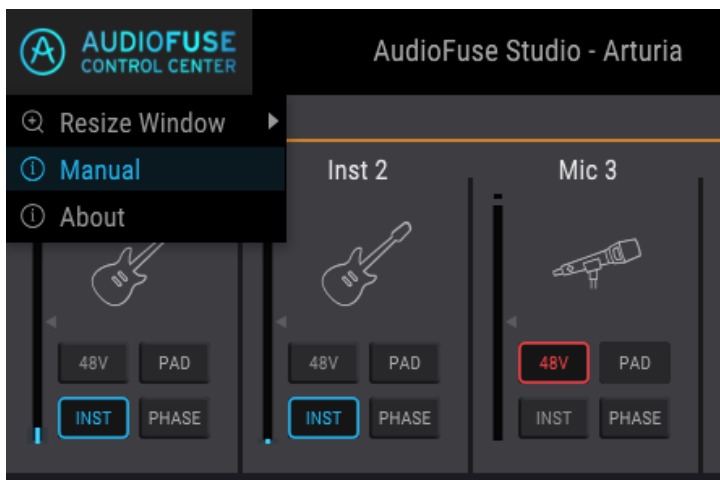 AUDIOFUSE
CONTROL CENTER
AudioFuse Studio - Arturia
Resize Window
Manual
About
Inst 2
Mic 3
48V PAD
INST PHASE
48V PAD
INST PHASE
48V PAD
INST PHASE